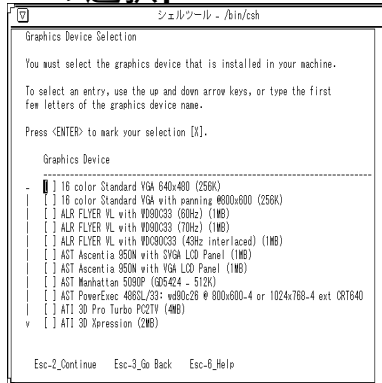 シェルツール - /bin/csh
Graphics Device Selection
You must select the graphics device that is installed in your machine.
To select an entry, use the up and down arrow keys, or type the first
few letters of the graphics device name.
Press <ENTER> to mark your selection [X].
Graphics Device
--------------------------------------------------------------------
- [ ] 16 color Standard VGA 640x480 (256K)
| [ ] 16 color Standard VGA with panning @800x600 (256K)
| [ ] ALR FLYER VL with WD90C33 (60Hz) (1MB)
| [ ] ALR FLYER VL with WD90C33 (70Hz) (1MB)
| [ ] ALR FLYER VL with WDC90C33 (43Hz interlaced) (1MB)
| [ ] AST Ascentia 950N with SVGA LCD Panel (1MB)
| [ ] AST Ascentia 950N with VGA LCD Panel (1MB)
| [ ] AST Manhattan 5090P (GD5424 - 512K)
| [ ] AST PowerExec 486SL/33: wd90c26 @ 800x600-4 or 1024x768-4 ext CRT640
| [ ] ATI 3D Pro Turbo PC2TV (4MB)
v [ ] ATI 3D Xpression (2MB)
Esc-2_Continue Esc-3_Go Back Esc-6_Help